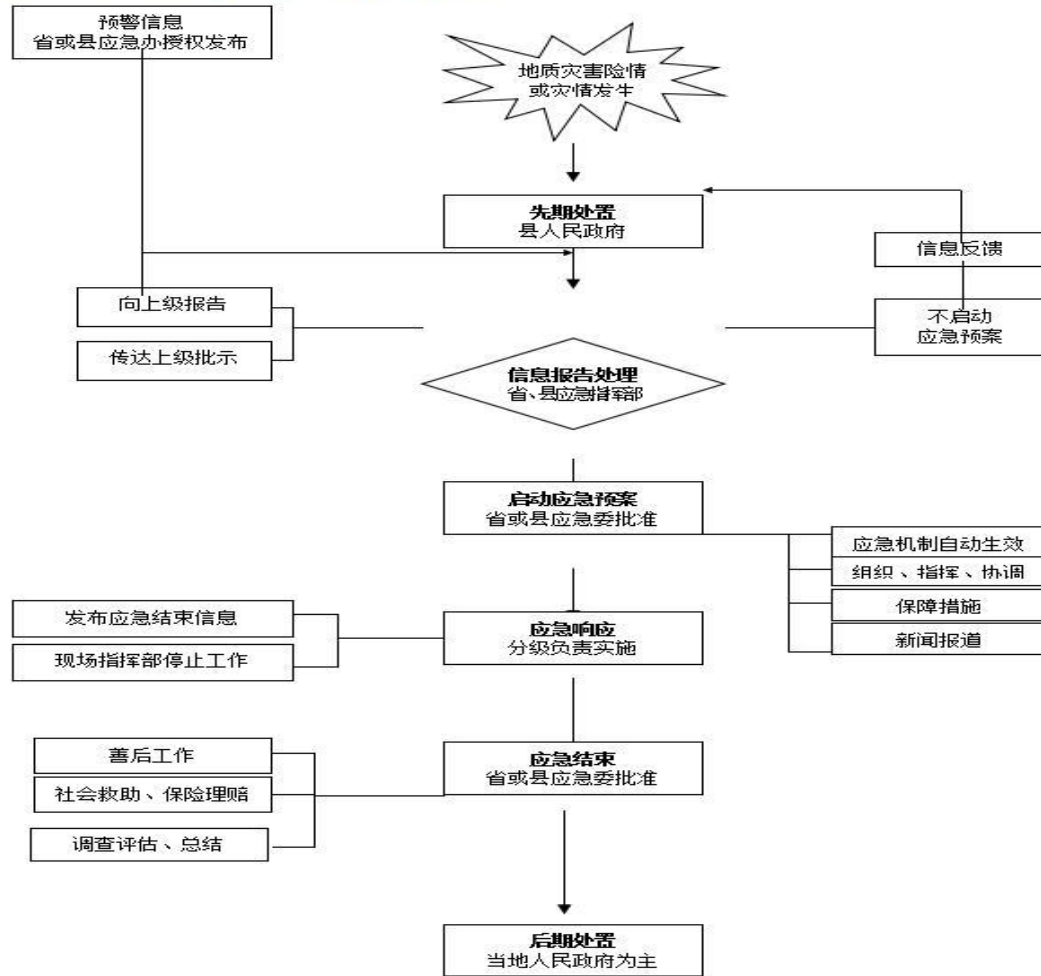 预警信息
省或县应急办授权发布
地质灾害险情
或灾情发生
先期处置
县人民政府
信息反馈
向上级报告
传达上级批示
不启动
应急预案
信息报告处理
省、县应急指挥部
启动应急预案
省或县应急委批准
应急机制自动生效
组织、指挥、协调
保障措施
新闻报道
发布应急结束信息
现场指挥部停止工作
应急响应
分级负责实施
善后工作
社会救助、保险理赔
调查评估、总结
应急结束
省或县应急委批准
后期处置
当地人民政府为主